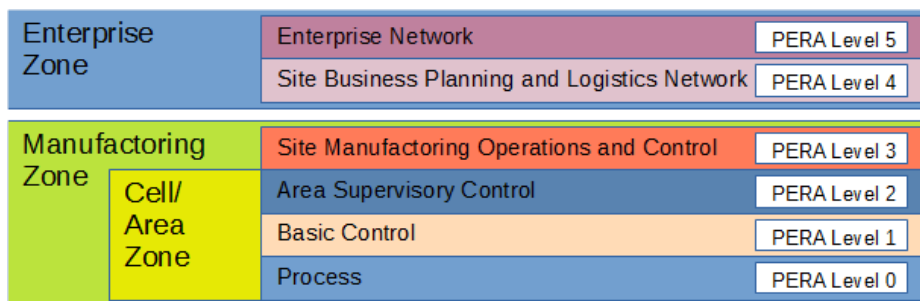 Enterprise
Zone
Enterprise Network
PERA Level 5
Site Business Planning and Logistics Network
PERA Level 4
Manufactoring
Zone
Site Manufactoring Operations and Control
PERA Level 3
Cell/
Area
Zone
Area Supervisory Control
PERA Level 2
Basic Control
PERA Level 1
Process
PERA Level 0